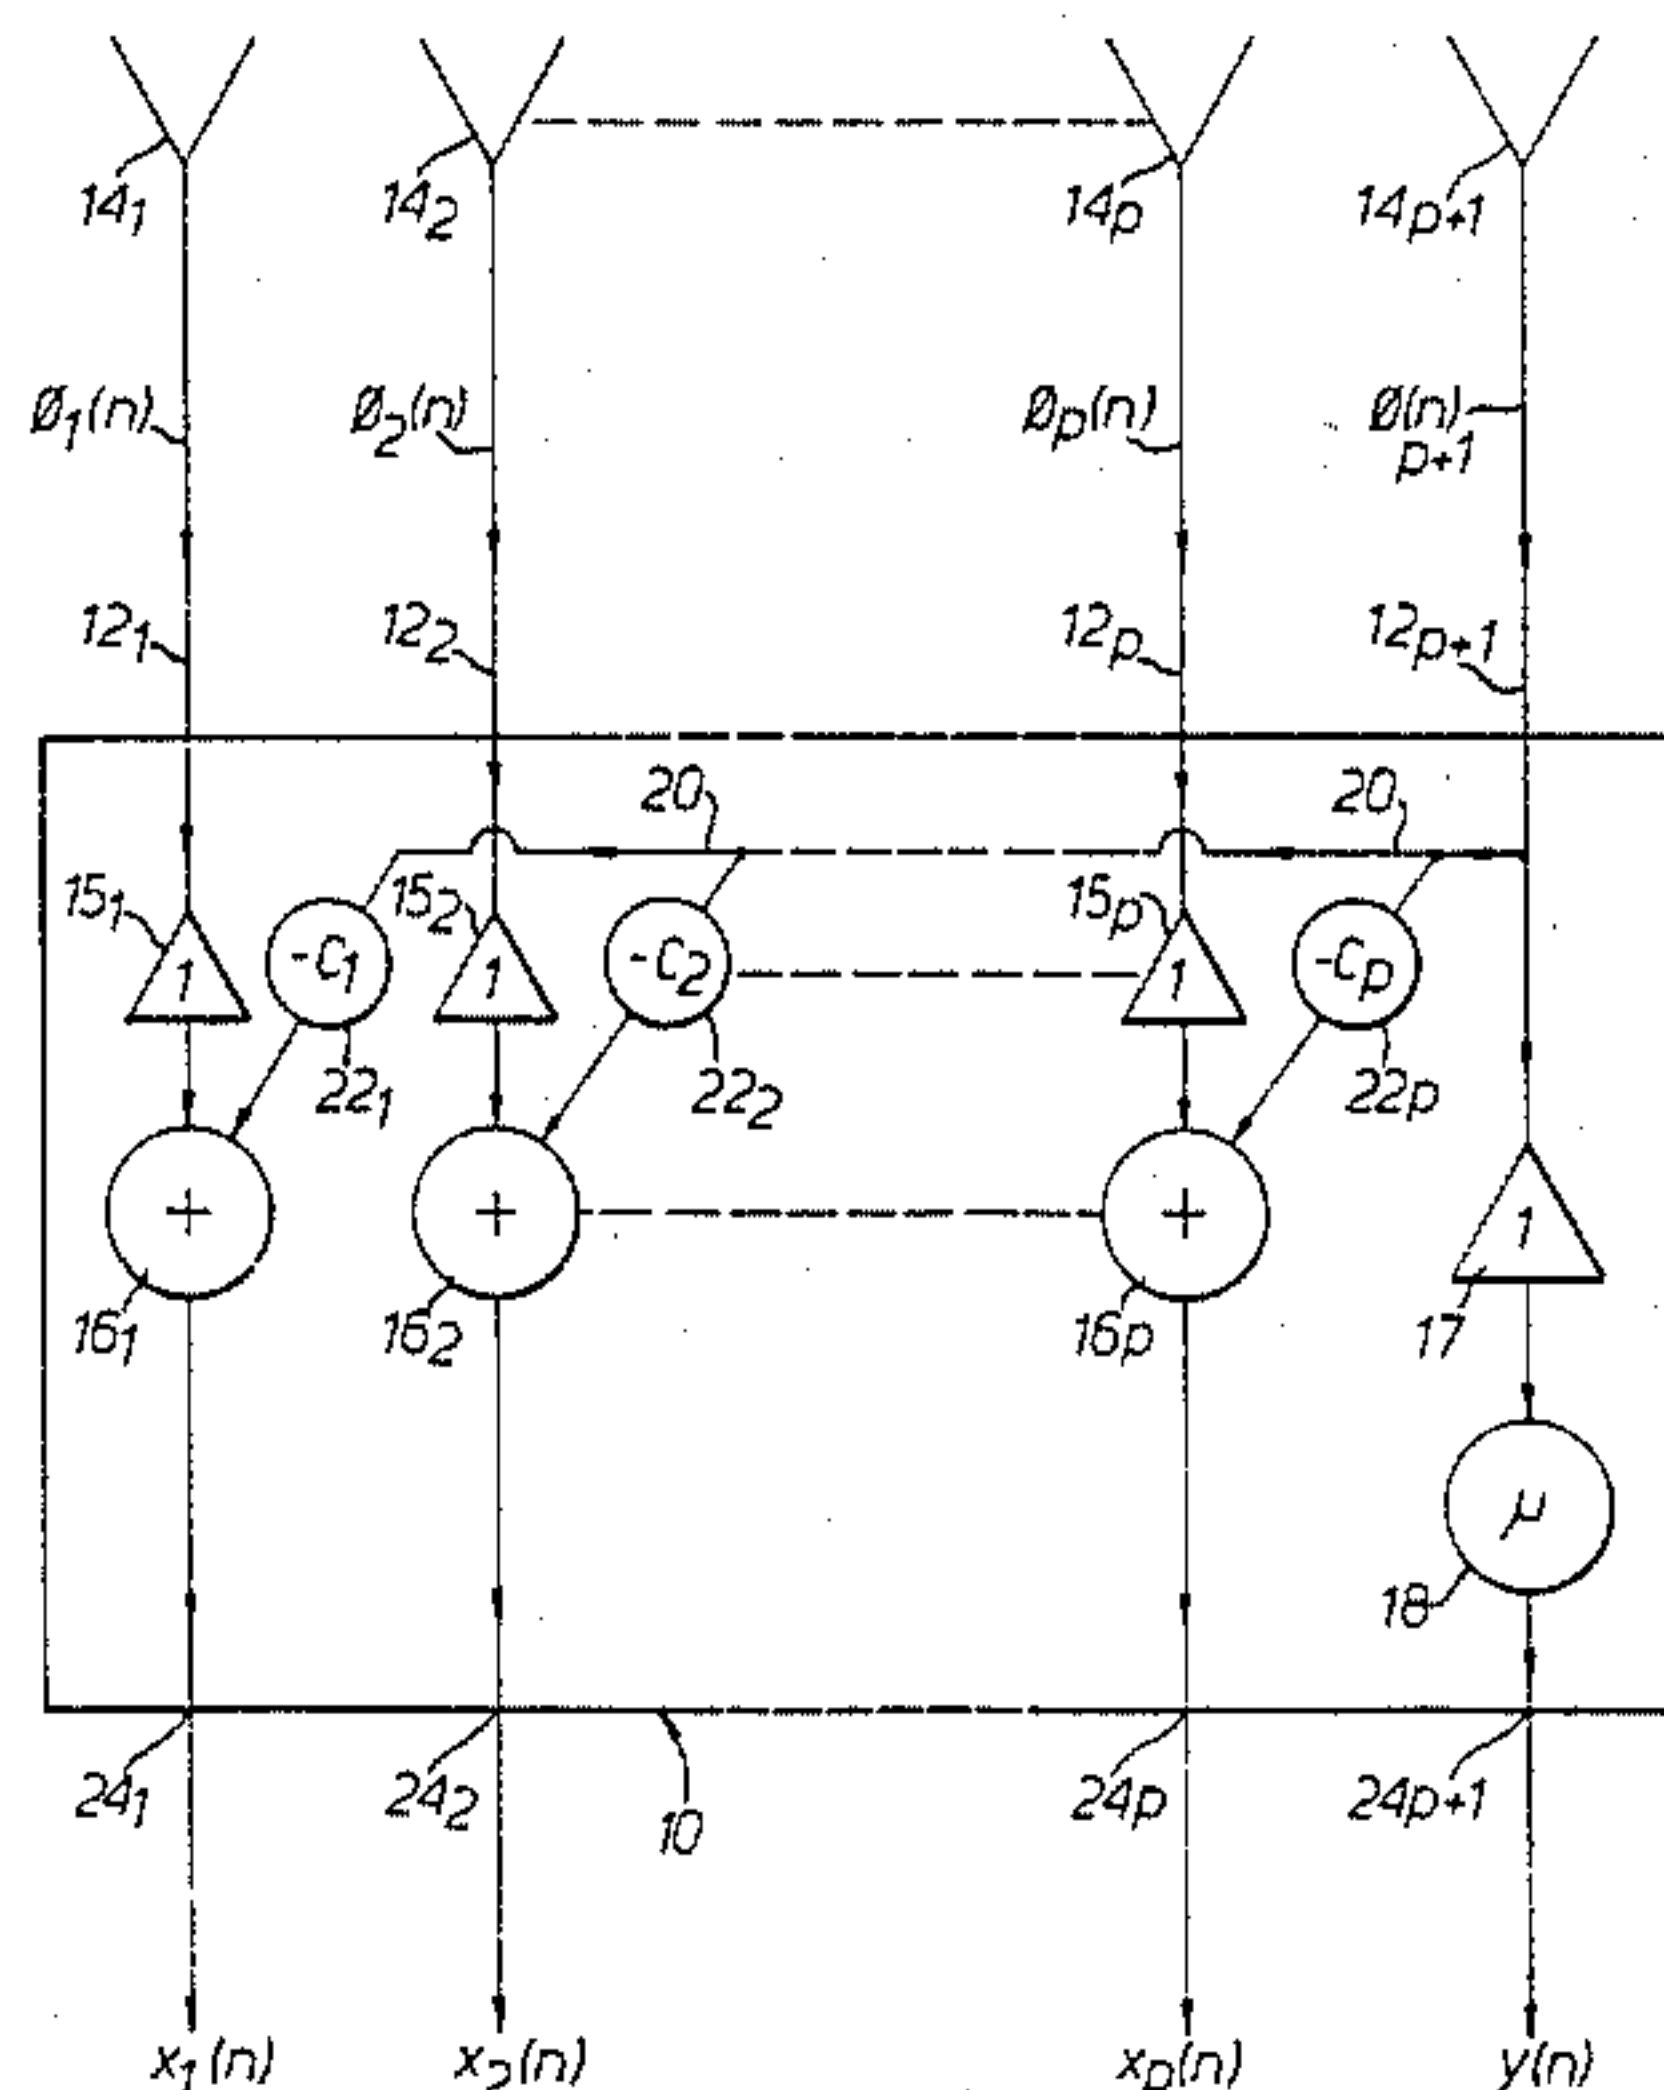 14₁ 14₂ 14p 14p+1
Ø₁(n) Ø₂(n) Øp(n) Ø(n)
p+1
12₁ 12₂ 12p 12p+1
20 20
15₁ -C₁ 15₂ -C₂ 15p -Cp
1 1 1
22₁ 22₂ 22p
+ + + 1
16₁ 16₂ 16p 17
μ
18
24₁ 24₂ 10 24p 24p+1
x₁(n) x₂(n) xp(n) y(n)